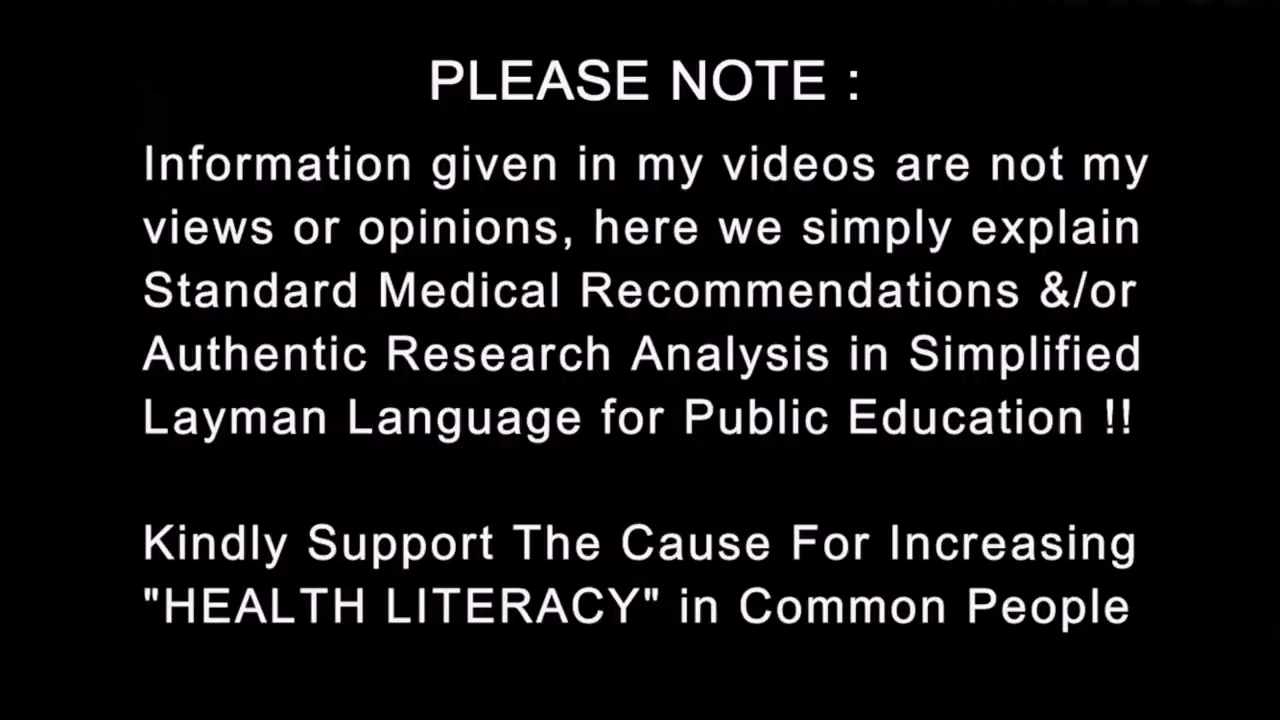 PLEASE NOTE :
Information given in my videos are not my
views or opinions, here we simply explain
Standard Medical Recommendations &/or
Authentic Research Analysis in Simplified
Layman Language for Public Education !!
Kindly Support The Cause For Increasing
"HEALTH LITERACY" in Common People